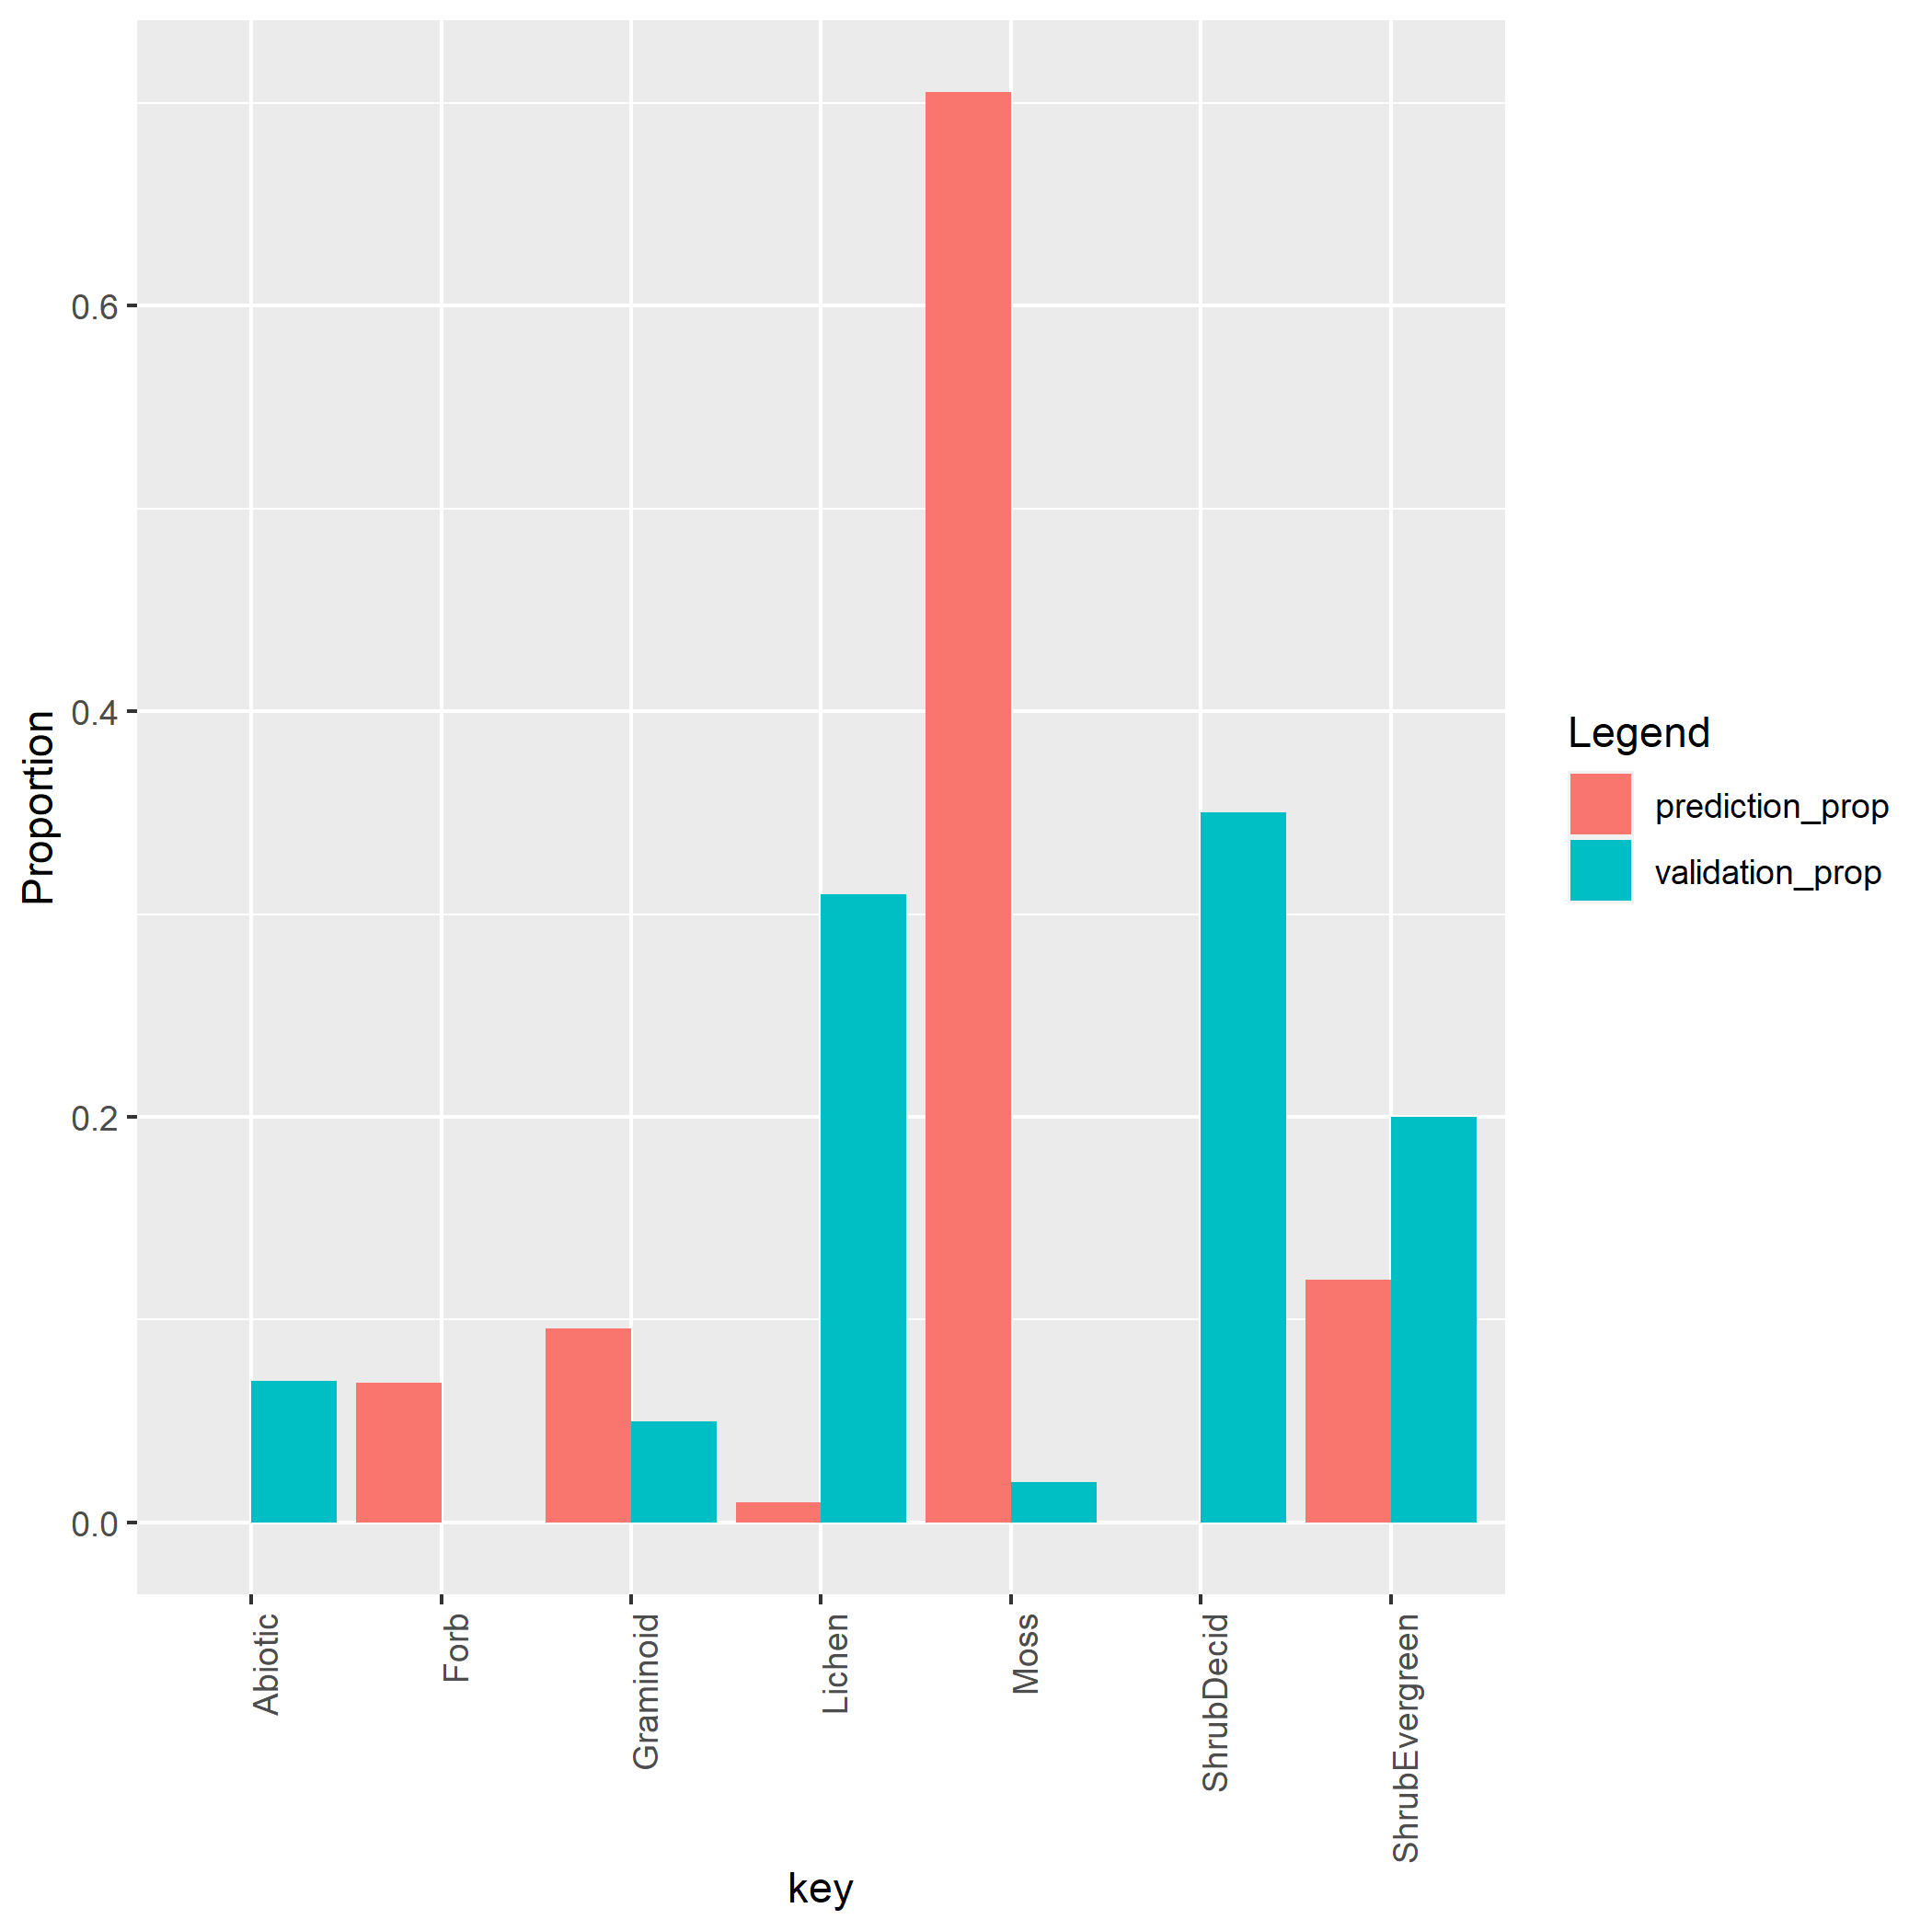 Proportion
0.6
0.4
0.2
0.0
Abiotic
Forb
Graminoid
Lichen
Moss
ShrubDecid
ShrubEvergreen
key
Legend
prediction_prop
validation_prop